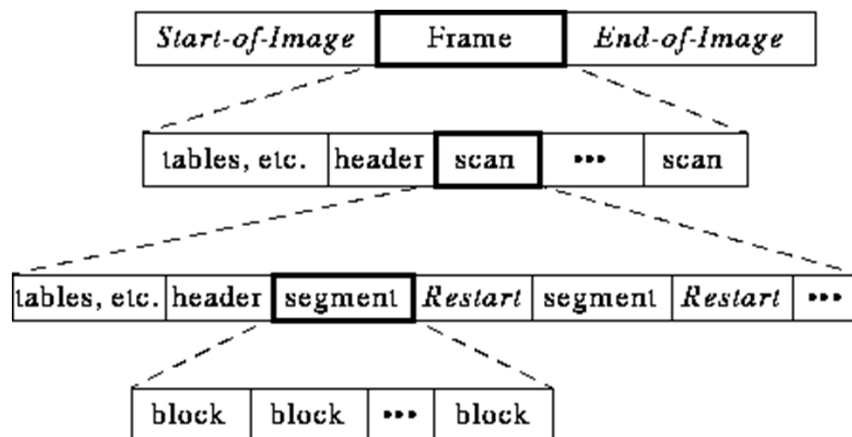 Start-of-Image Frame End-of-Image
tables, etc. header scan ••• scan
tables, etc. header segment Restart segment Restart •••
block block ••• block